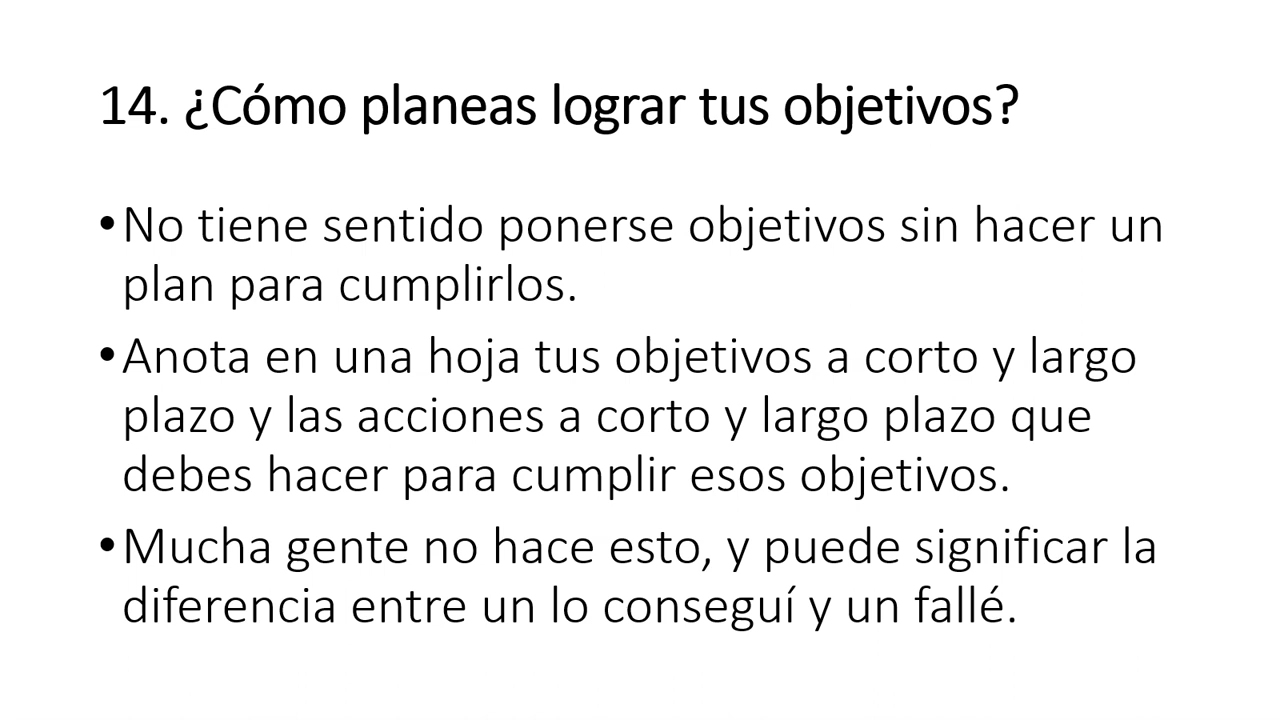 14. ¿Cómo planeas lograr tus objetivos?
•No tiene sentido ponerse objetivos sin hacer un
plan para cumplirlos.
•Anota en una hoja tus objetivos a corto y largo
plazo y las acciones a corto y largo plazo que
debes hacer para cumplir esos objetivos.
•Mucha gente no hace esto, y puede significar la
diferencia entre un lo conseguí y un fallé.